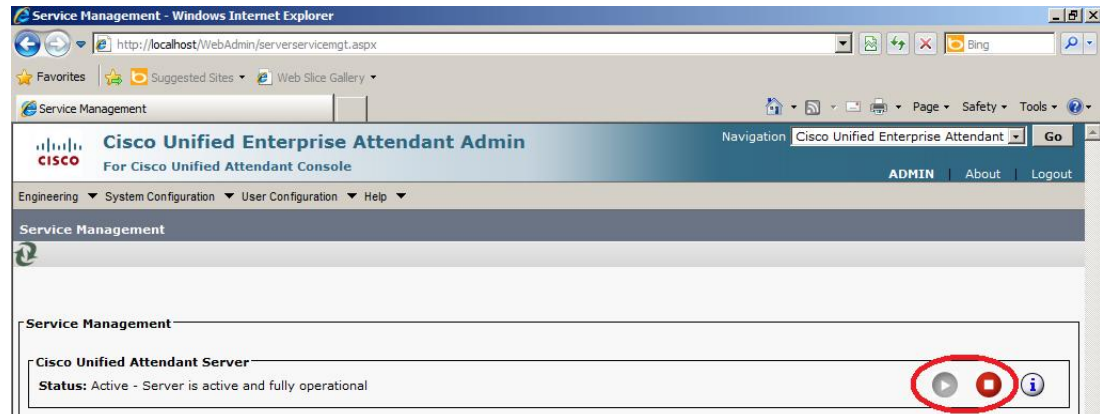 Service Management - Windows Internet Explorer
http://localhost/WebAdmin/serverservicemgt.aspx
Bing
Favorites
Suggested Sites
Web Slice Gallery
Service Management
Page
Safety
Tools
CISCO
Cisco Unified Enterprise Attendant Admin
For Cisco Unified Attendant Console
Navigation
Cisco Unified Enterprise Attendant
Go
ADMIN | About | Logout
Engineering
System Configuration
User Configuration
Help
Service Management
Service Management
Cisco Unified Attendant Server
Status: Active - Server is active and fully operational